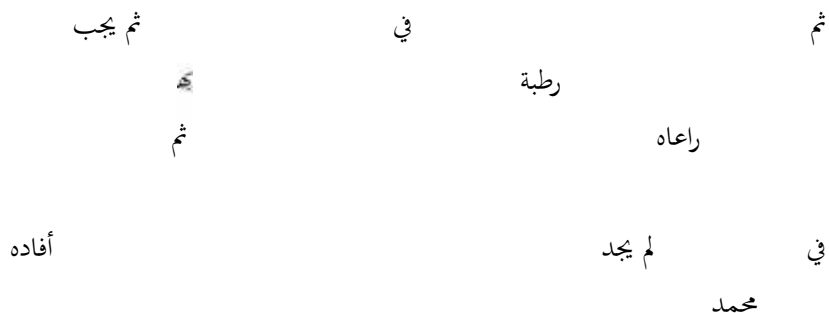 ثم في ثم يجب
رطبة
راعاه ثم
في لم يجد أفاده
محمد